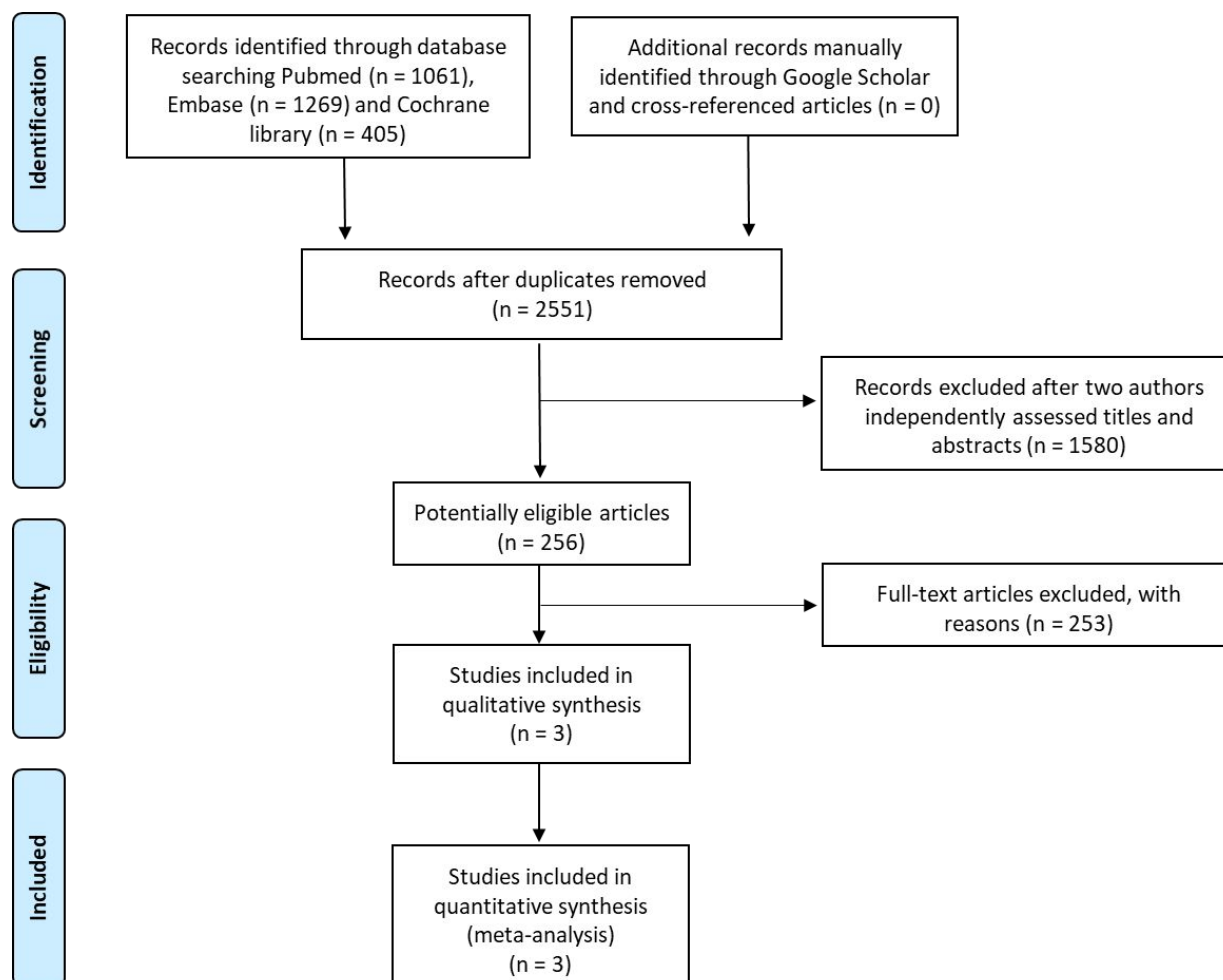 Identification
Records identified through database
searching Pubmed (n = 1061),
Embase (n = 1269) and Cochrane
library (n = 405)
Additional records manually
identified through Google Scholar
and cross-referenced articles (n = 0)
Screening
Records after duplicates removed
(n = 2551)
Records excluded after two authors
independently assessed titles and
abstracts (n = 1580)
Eligibility
Potentially eligible articles
(n = 256)
Full-text articles excluded, with
reasons (n = 253)
Studies included in
qualitative synthesis
(n = 3)
Included
Studies included in
quantitative synthesis
(meta-analysis)
(n = 3)